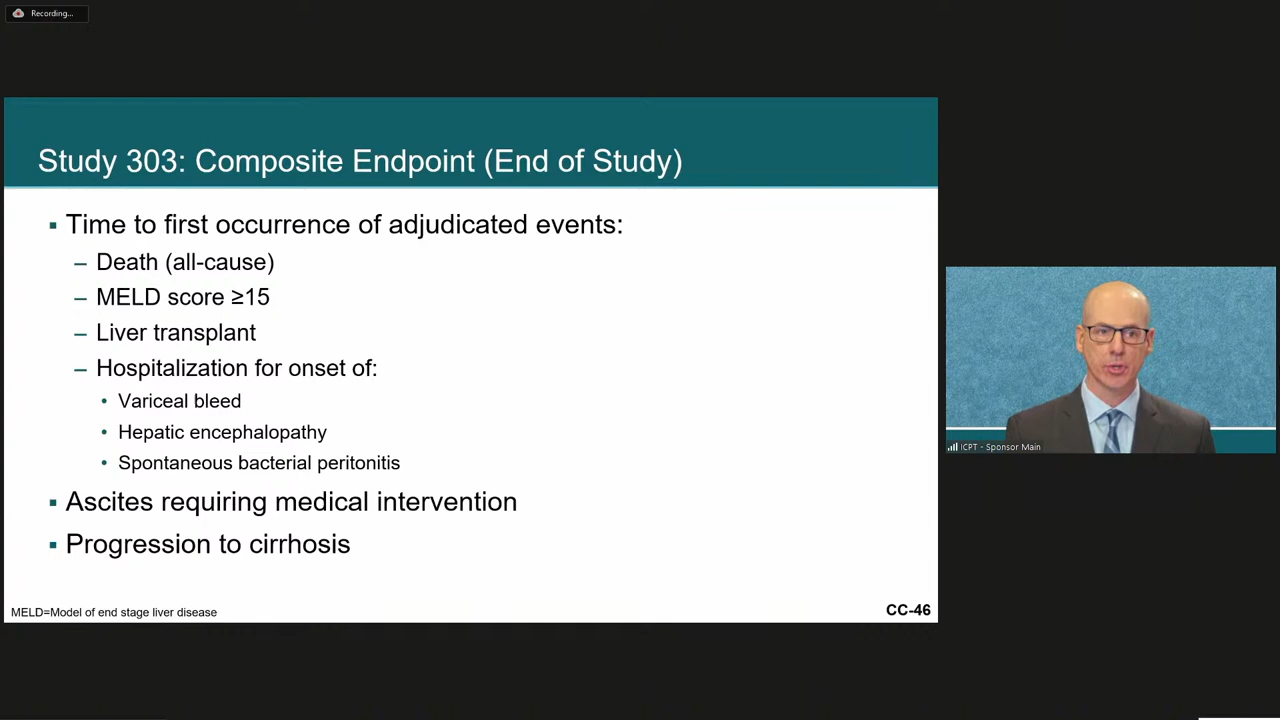 Recording...
Study 303: Composite Endpoint (End of Study)
▪ Time to first occurrence of adjudicated events:
– Death (all-cause)
– MELD score ≥15
– Liver transplant
– Hospitalization for onset of:
• Variceal bleed
• Hepatic encephalopathy
• Spontaneous bacterial peritonitis
▪ Ascites requiring medical intervention
▪ Progression to cirrhosis
MELD=Model of end stage liver disease
CC-46
ICPT - Sponsor Main